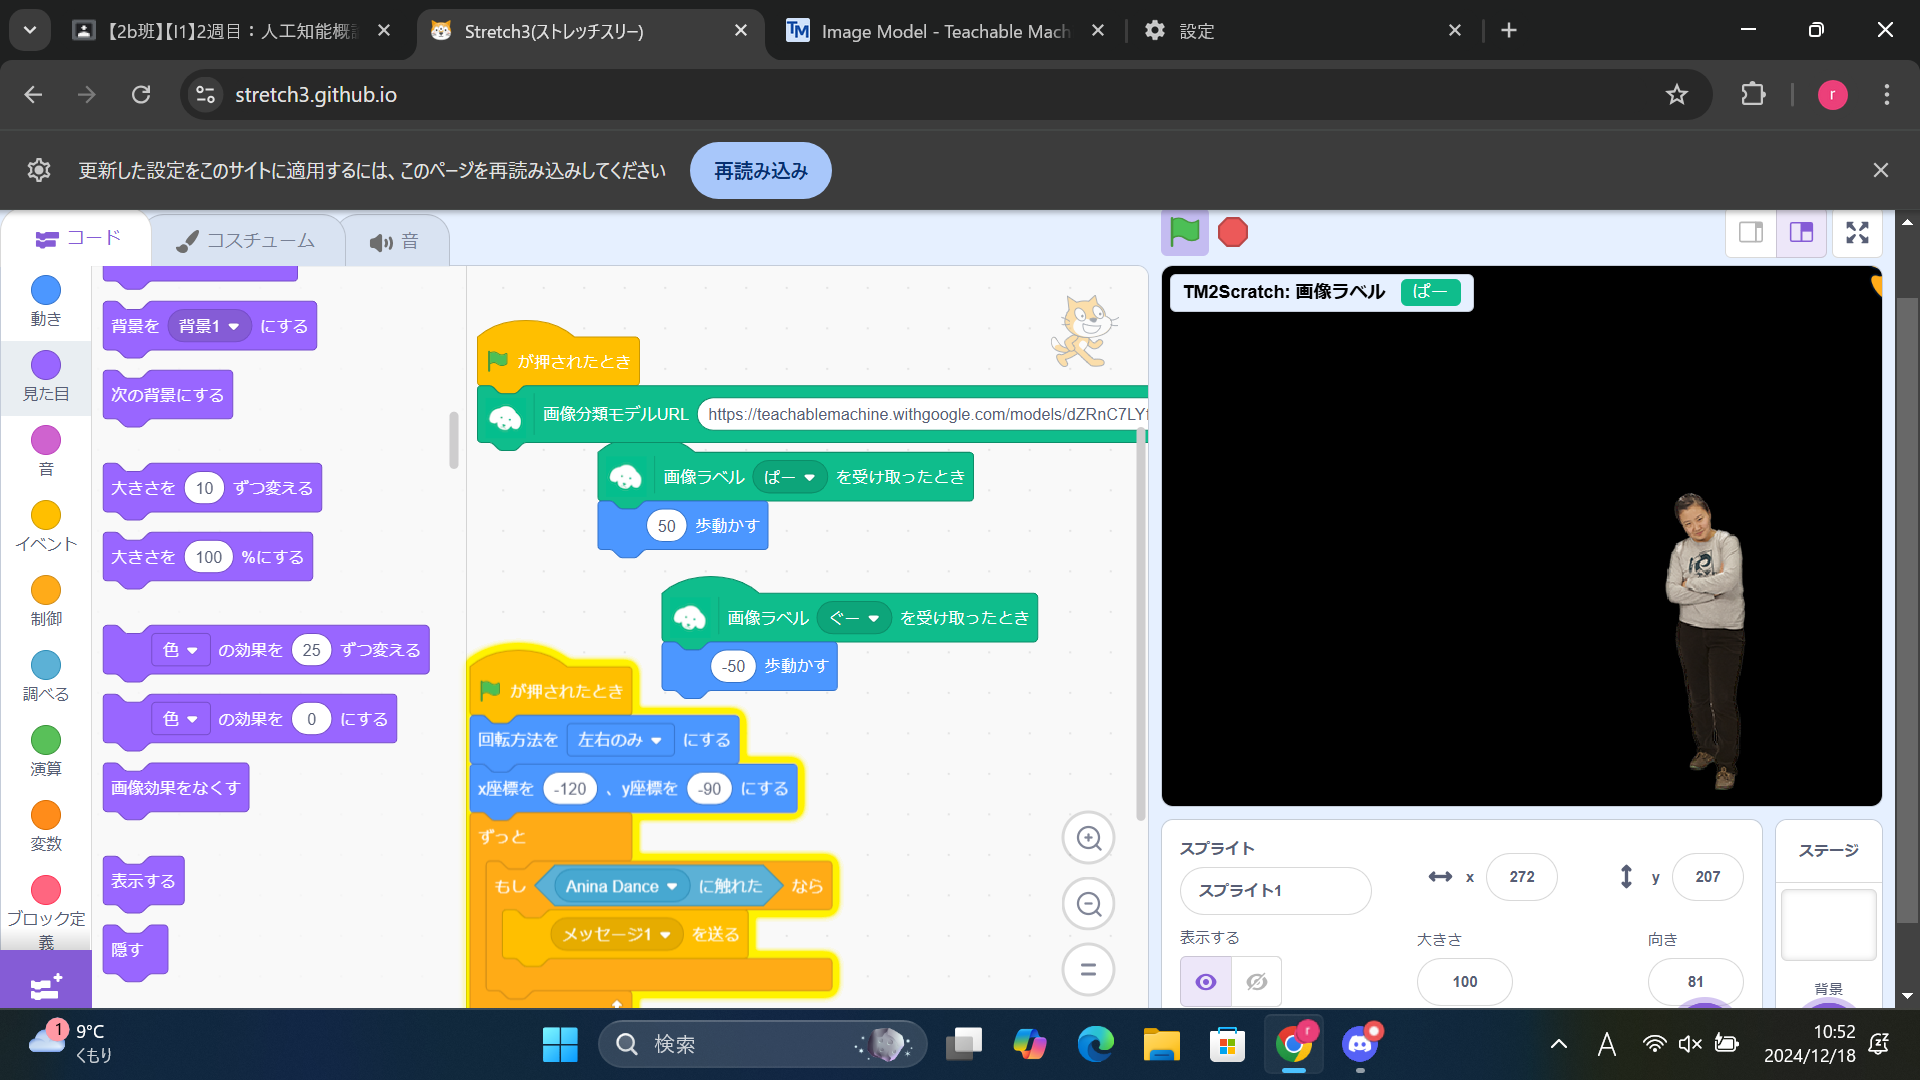 【2b班】【I1】2週目：人工知能概
Stretch3(ストレッチスリー)
Image Model - Teachable Mach
設定
stretch3.github.io
r
更新した設定をこのサイトに適用するには、このページを再読み込みしてください
再読み込み
コード
コスチューム
音
動き
見た目
音
イベント
制御
調べる
演算
変数
ブロック定義
背景を 背景1 にする
次の背景にする
大きさを 10 ずつ変える
大きさを 100 %にする
色 の効果を 25 ずつ変える
色 の効果を 0 にする
画像効果をなくす
表示する
隠す
が押されたとき
画像分類モデルURL https://teachablemachine.withgoogle.com/models/dZRnC7LY
画像ラベル ぱー を受け取ったとき
50 歩動かす
画像ラベル ぐー を受け取ったとき
-50 歩動かす
が押されたとき
回転方法を 左右のみ にする
x座標を -120 、y座標を -90 にする
ずっと
もし Anina Dance に触れた なら
メッセージ1 を送る
TM2Scratch: 画像ラベル ぱー
スプライト
スプライト1
x 272
y 207
表示する
大きさ
100
向き
81
ステージ
背景
1
9°C
くもり
検索
r
A
10:52
2024/12/18